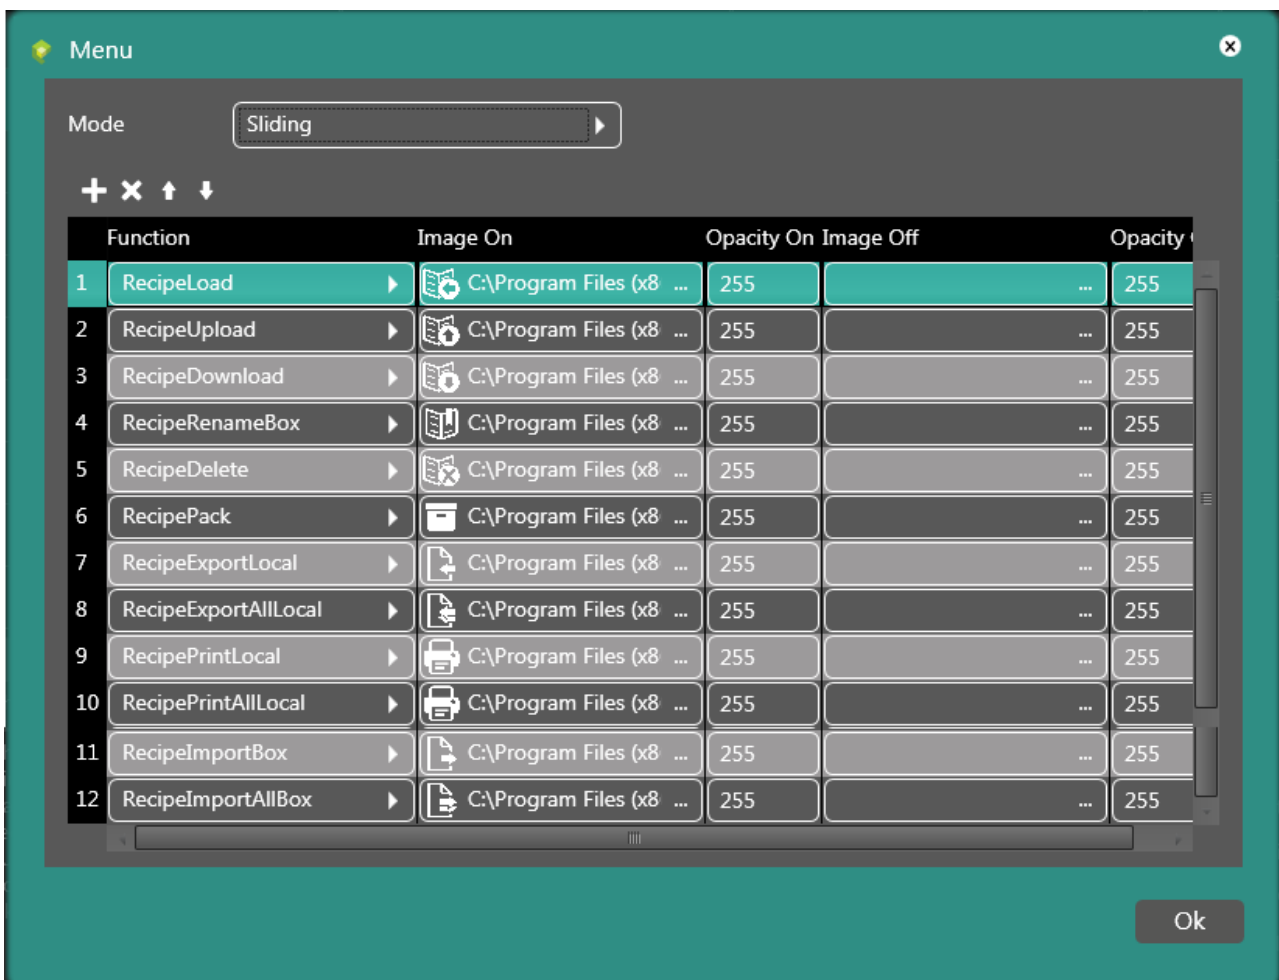 Menu
Mode Sliding
Function Image On Opacity On Image Off Opacity
1 RecipeLoad C:\Program Files (x8 ... 255 ... 255
2 RecipeUpload C:\Program Files (x8 ... 255 ... 255
3 RecipeDownload C:\Program Files (x8 ... 255 ... 255
4 RecipeRenameBox C:\Program Files (x8 ... 255 ... 255
5 RecipeDelete C:\Program Files (x8 ... 255 ... 255
6 RecipePack C:\Program Files (x8 ... 255 ... 255
7 RecipeExportLocal C:\Program Files (x8 ... 255 ... 255
8 RecipeExportAllLocal C:\Program Files (x8 ... 255 ... 255
9 RecipePrintLocal C:\Program Files (x8 ... 255 ... 255
10 RecipePrintAllLocal C:\Program Files (x8 ... 255 ... 255
11 RecipeImportBox C:\Program Files (x8 ... 255 ... 255
12 RecipeImportAllBox C:\Program Files (x8 ... 255 ... 255
Ok